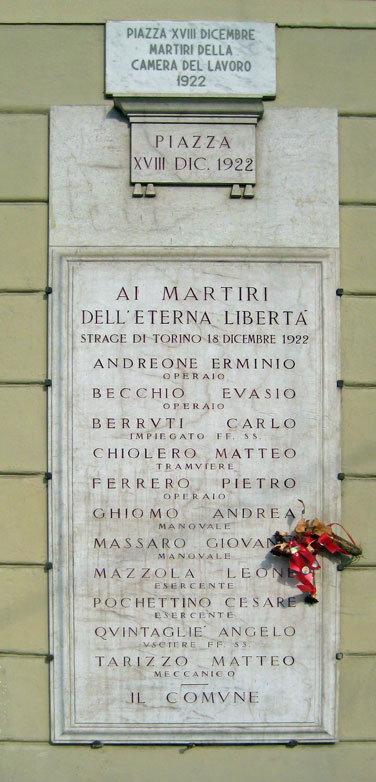 PIAZZA XVIII DICEMBRE
MARTIRI DELLA
CAMERA DEL LAVORO
1922
PIAZZA
XVIII DIC. 1922
AI MARTIRI
DELL'ETERNA LIBERTA'
STRAGE DI TORINO 18 DICEMBRE 1922
ANDREONE ERMINIO
OPERAIO
BECCHIO EVASIO
OPERAIO
BERRVTI CARLO
IMPIEGATO FF. SS.
CHIOLERO MATTEO
TRAMVIERE
FERRERO PIETRO
OPERAIO
GHIOMO ANDREA
MANOVALE
MASSARO
MANOVALE
MAZZOLA LEONE
ESERCENTE
POCHETTINO CESARE
ESERCENTE
QVINTAGLIE' ANGELO
VSCIERE FF. SS.
TARIZZO MATTEO
MECCANICO
IL COMVNE